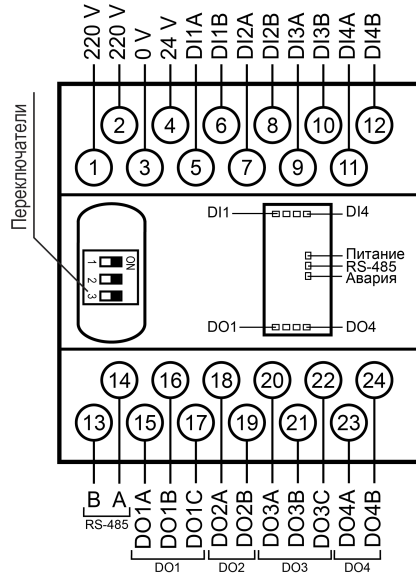 220 V
220 V
0 V
24 V
DI1A
DI1B
DI2A
DI2B
DI3A
DI3B
DI4A
DI4B
2 4 6 8 10 12
1 3 5 7 9 11
Переключатели
DI1 DI4
ON
1
2
3
Питание
RS-485
Авария
DO1 DO4
14 16 18 20 22 24
13 15 17 19 21 23
B
A
DO1A
DO1B
DO1C
DO2A
DO2B
DO3A
DO3B
DO3C
DO4A
DO4B
RS-485
DO1 DO2 DO3 DO4